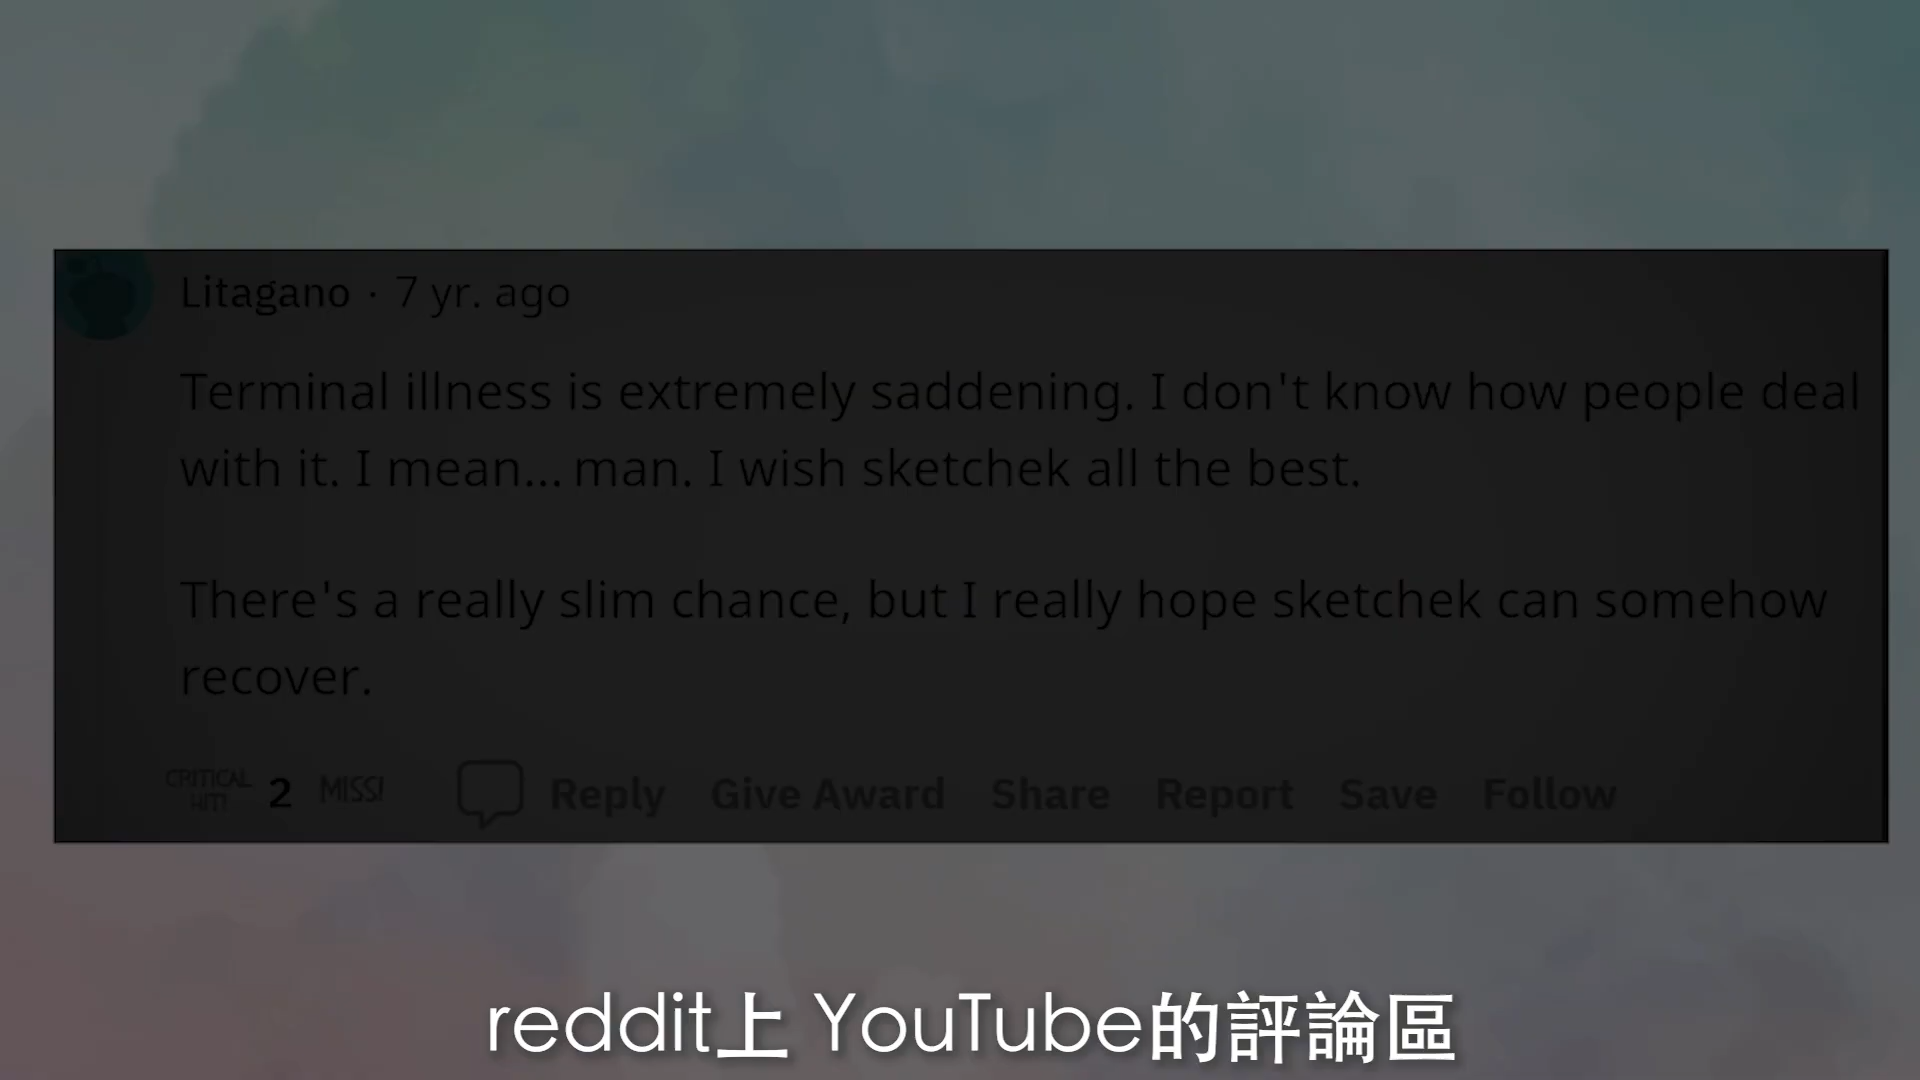 Litagano · 7 yr. ago
Terminal illness is extremely saddening. I don't know how people deal
with it. I mean... man. I wish sketchek all the best.
There's a really slim chance, but I really hope sketchek can somehow
recover.
CRITICAL HIT! 2 MISS! Reply Give Award Share Report Save Follow
reddit上 YouTube的評論區